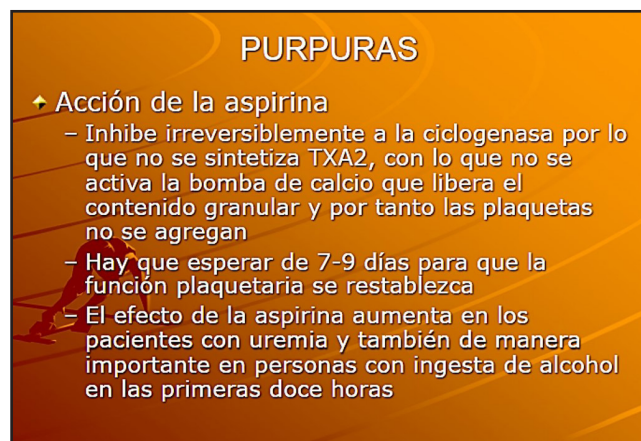 PURPURAS
Acción de la aspirina
– Inhibe irreversiblemente a la ciclogenasa por lo
que no se sintetiza TXA2, con lo que no se
activa la bomba de calcio que libera el
contenido granular y por tanto las plaquetas
no se agregan
– Hay que esperar de 7-9 días para que la
función plaquetaria se restablezca
– El efecto de la aspirina aumenta en los
pacientes con uremia y también de manera
importante en personas con ingesta de alcohol
en las primeras doce horas